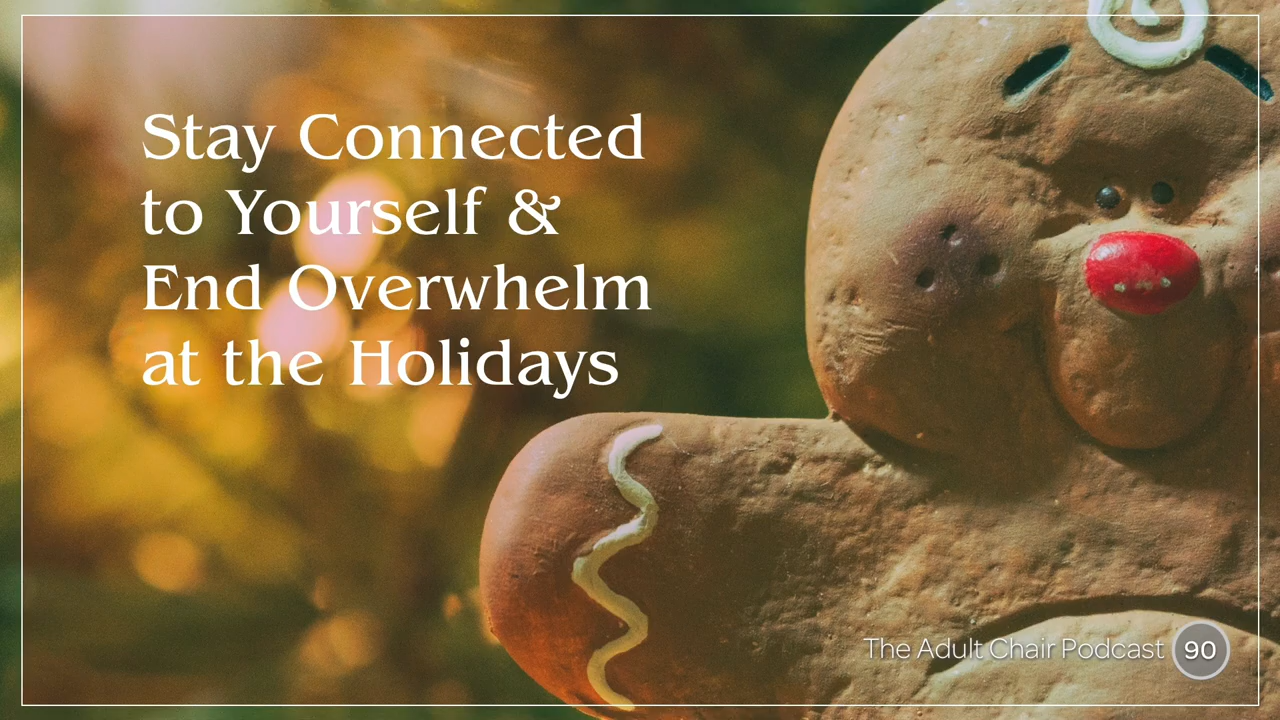 Stay Connected
to Yourself &
End Overwhelm
at the Holidays
The Adult Chair Podcast 90